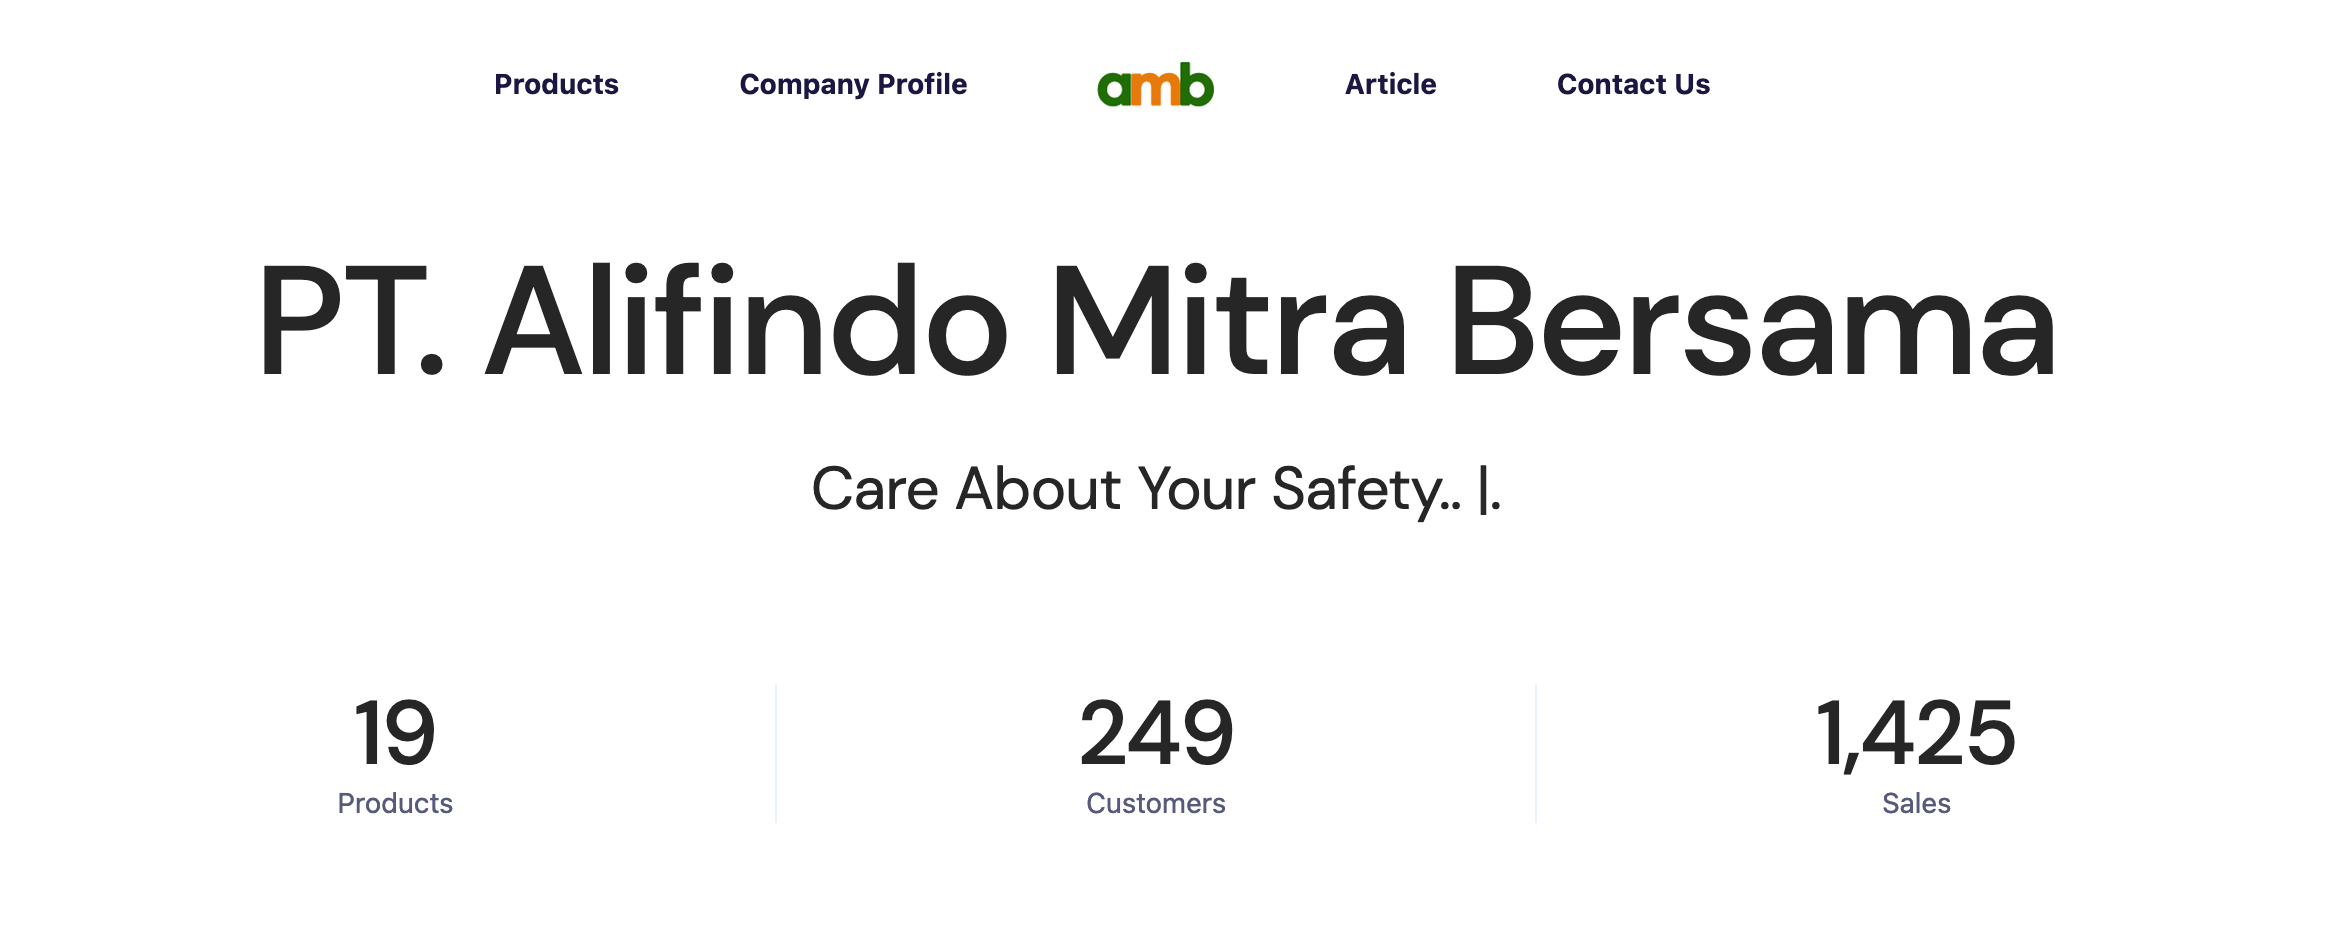 Products Company Profile amb Article Contact Us
PT. Alifindo Mitra Bersama
Care About Your Safety.. |.
19 249 1,425
Products Customers Sales